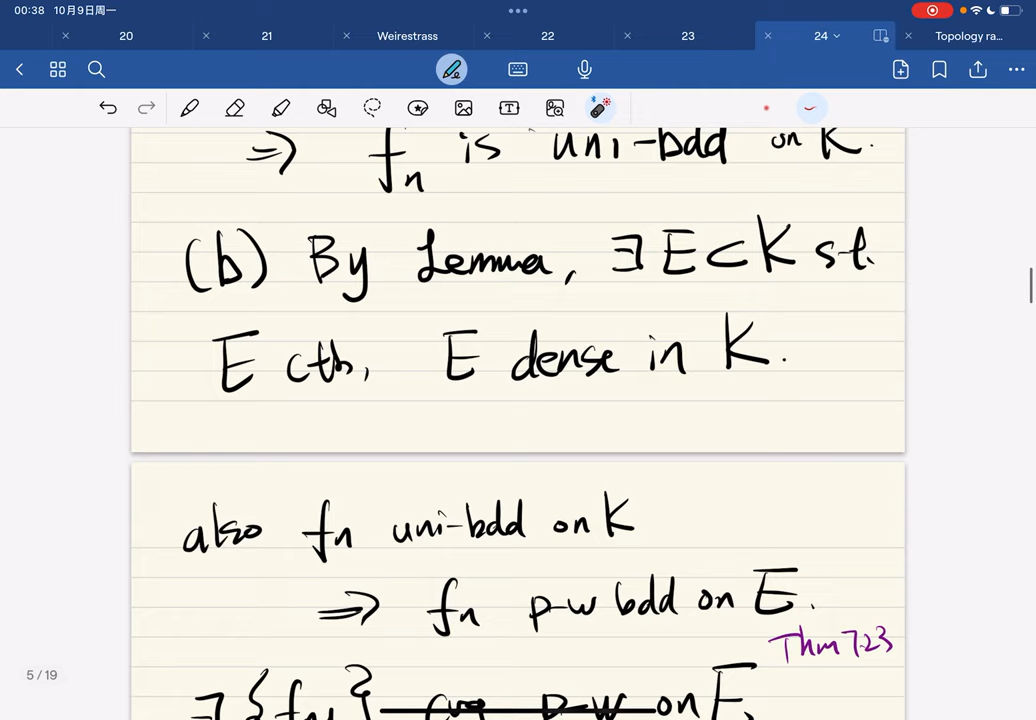 00:38 10月9日周一
20 21 Weirestrass 22 23 24 Topology ra...
⇒ fn is uni-bdd on K.
(b) By Lemma, ∃ E⊂K s.t.
E ctb, E dense in K.
also fn uni-bdd on K
⇒ fn p-w bdd on E.
Thm 7.23
5 / 19
on E,